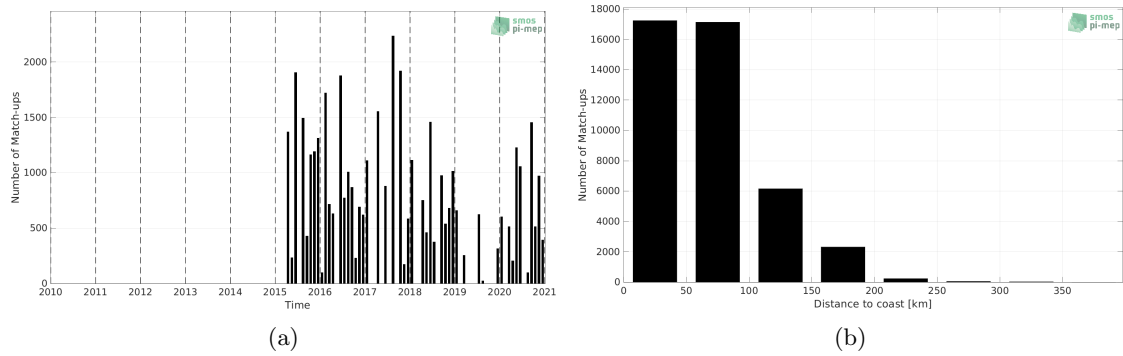 smos
pi-mep
Number of Match-ups
2000
1500
1000
500
0
2010 2011 2012 2013 2014 2015 2016 2017 2018 2019 2020 2021
Time
(a)
smos
pi-mep
Number of Match-ups
18000
16000
14000
12000
10000
8000
6000
4000
2000
0
0 50 100 150 200 250 300 350
Distance to coast [km]
(b)